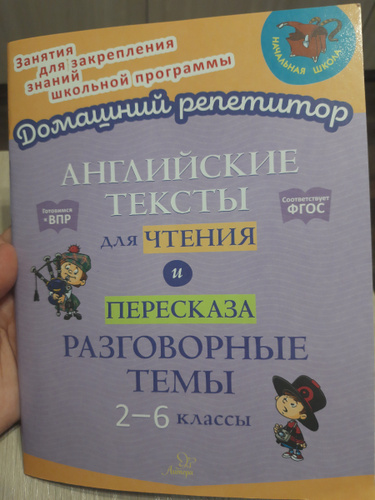 Занятия
для закрепления
знаний
школьной программы
НАЧАЛЬНАЯ ШКОЛА
Домашний репетитор
АНГЛИЙСКИЕ
ТЕКСТЫ
Готовимся
к ВПР
Соответствует
ФГОС
для ЧТЕНИЯ
и
ПЕРЕСКАЗА
РАЗГОВОРНЫЕ
ТЕМЫ
2–6 классы
Литера